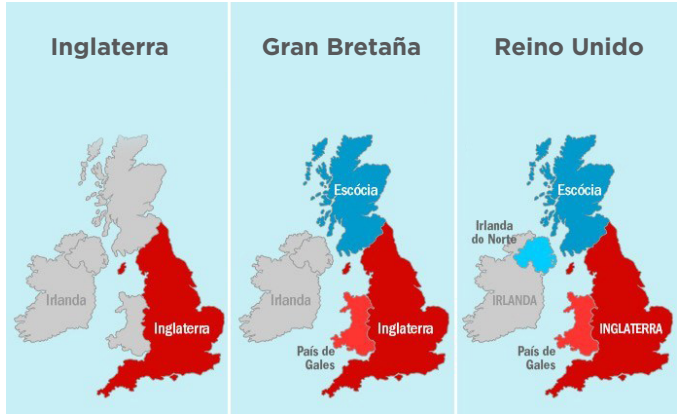 Inglaterra
Gran Bretaña
Reino Unido
Irlanda
Inglaterra
Escócia
Irlanda
Inglaterra
País de
Gales
Escócia
Irlanda
do Norte
IRLANDA
INGLATERRA
País de
Gales